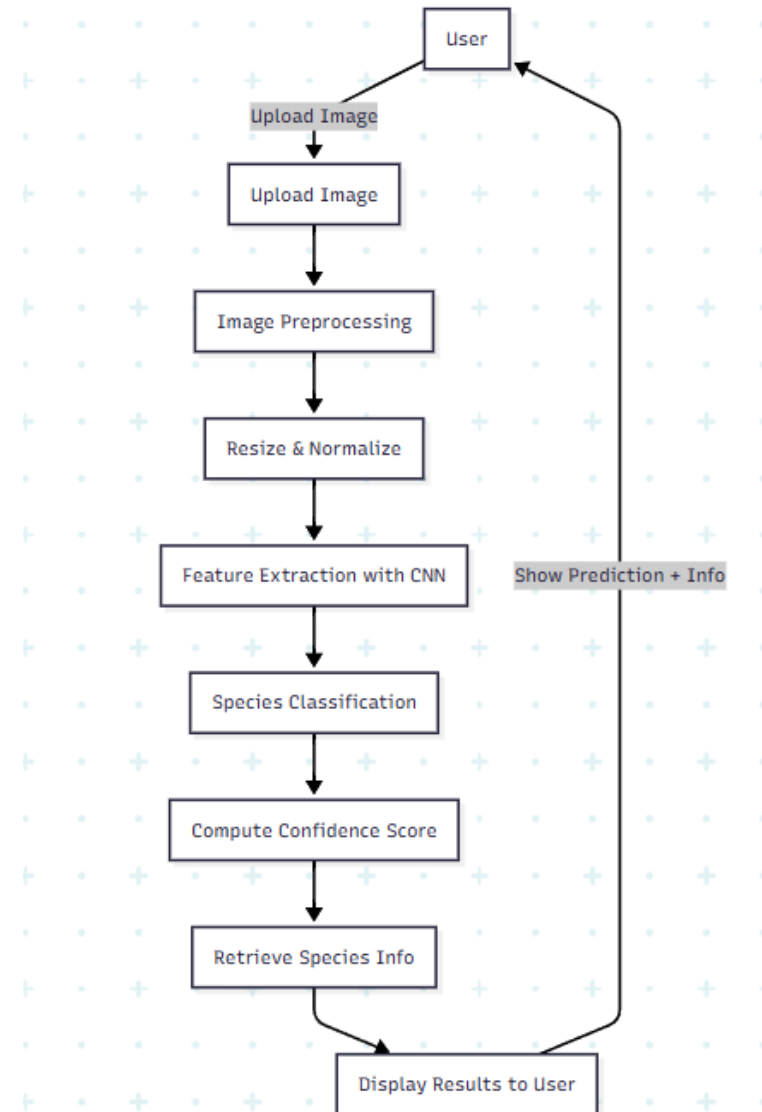 User
Upload Image
Upload Image
Image Preprocessing
Resize & Normalize
Feature Extraction with CNN
Show Prediction + Info
Species Classification
Compute Confidence Score
Retrieve Species Info
Display Results to User